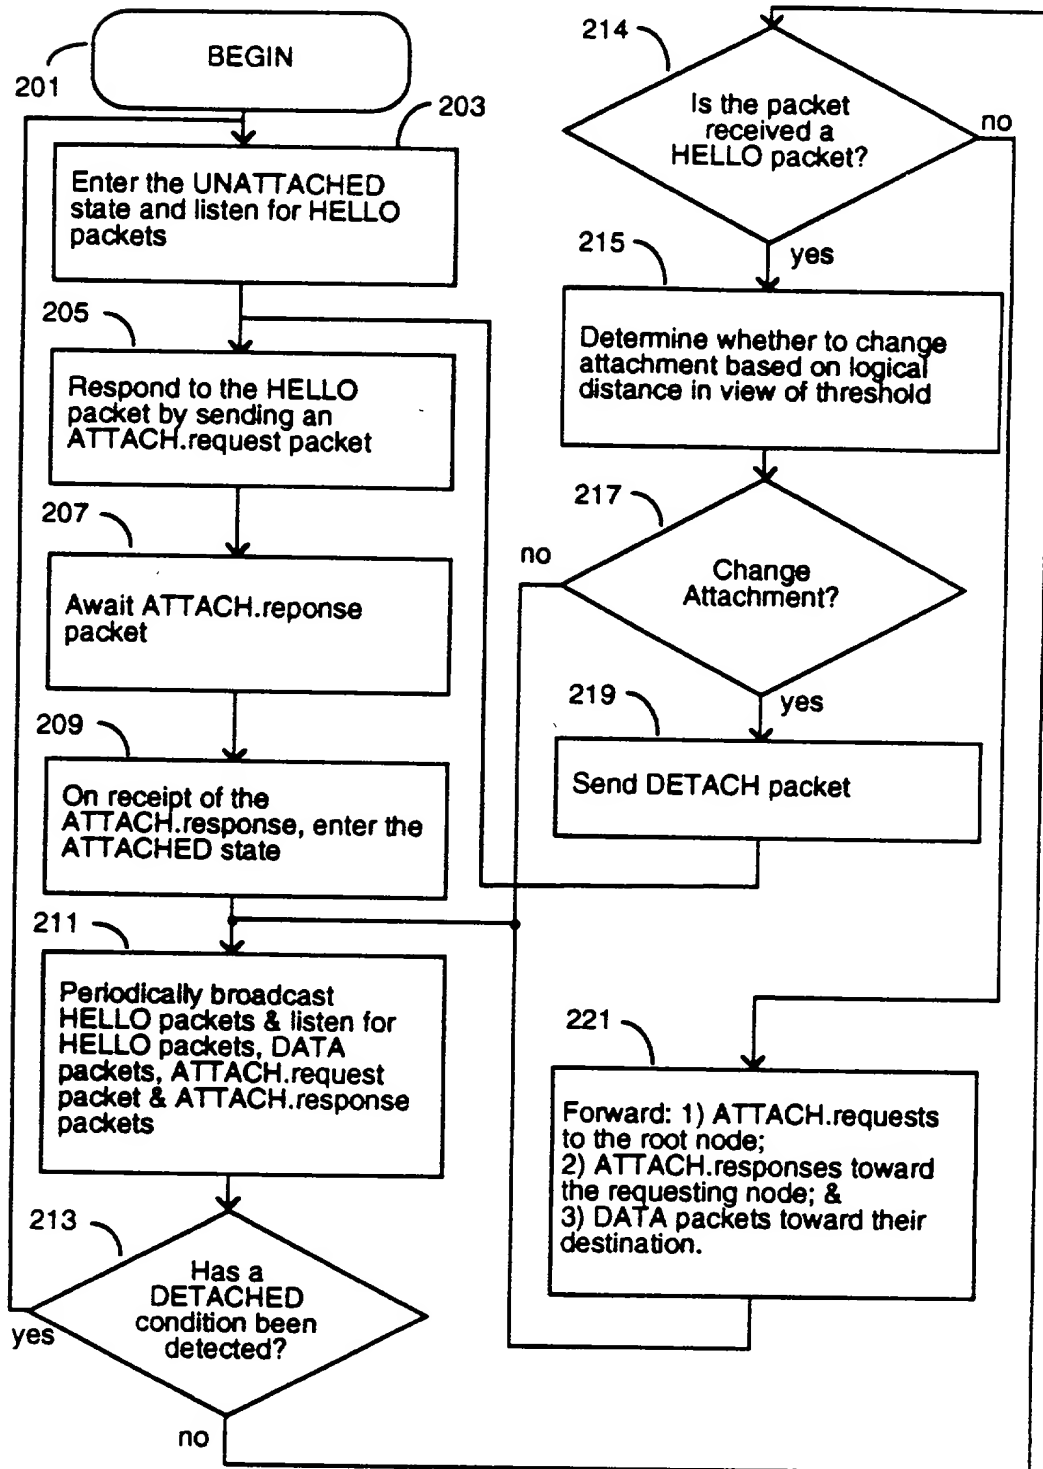 201
BEGIN
203
Enter the UNATTACHED
state and listen for HELLO
packets
205
Respond to the HELLO
packet by sending an
ATTACH.request packet
207
Await ATTACH.reponse
packet
209
On receipt of the
ATTACH.response, enter the
ATTACHED state
211
Periodically broadcast
HELLO packets & listen for
HELLO packets, DATA
packets, ATTACH.request
packet & ATTACH.response
packets
213
Has a
DETACHED
condition been
detected?
yes
no
214
Is the packet
received a
HELLO packet?
no
yes
215
Determine whether to change
attachment based on logical
distance in view of threshold
217
no
Change
Attachment?
yes
219
Send DETACH packet
221
Forward: 1) ATTACH.requests
to the root node;
2) ATTACH.responses toward
the requesting node; &
3) DATA packets toward their
destination.